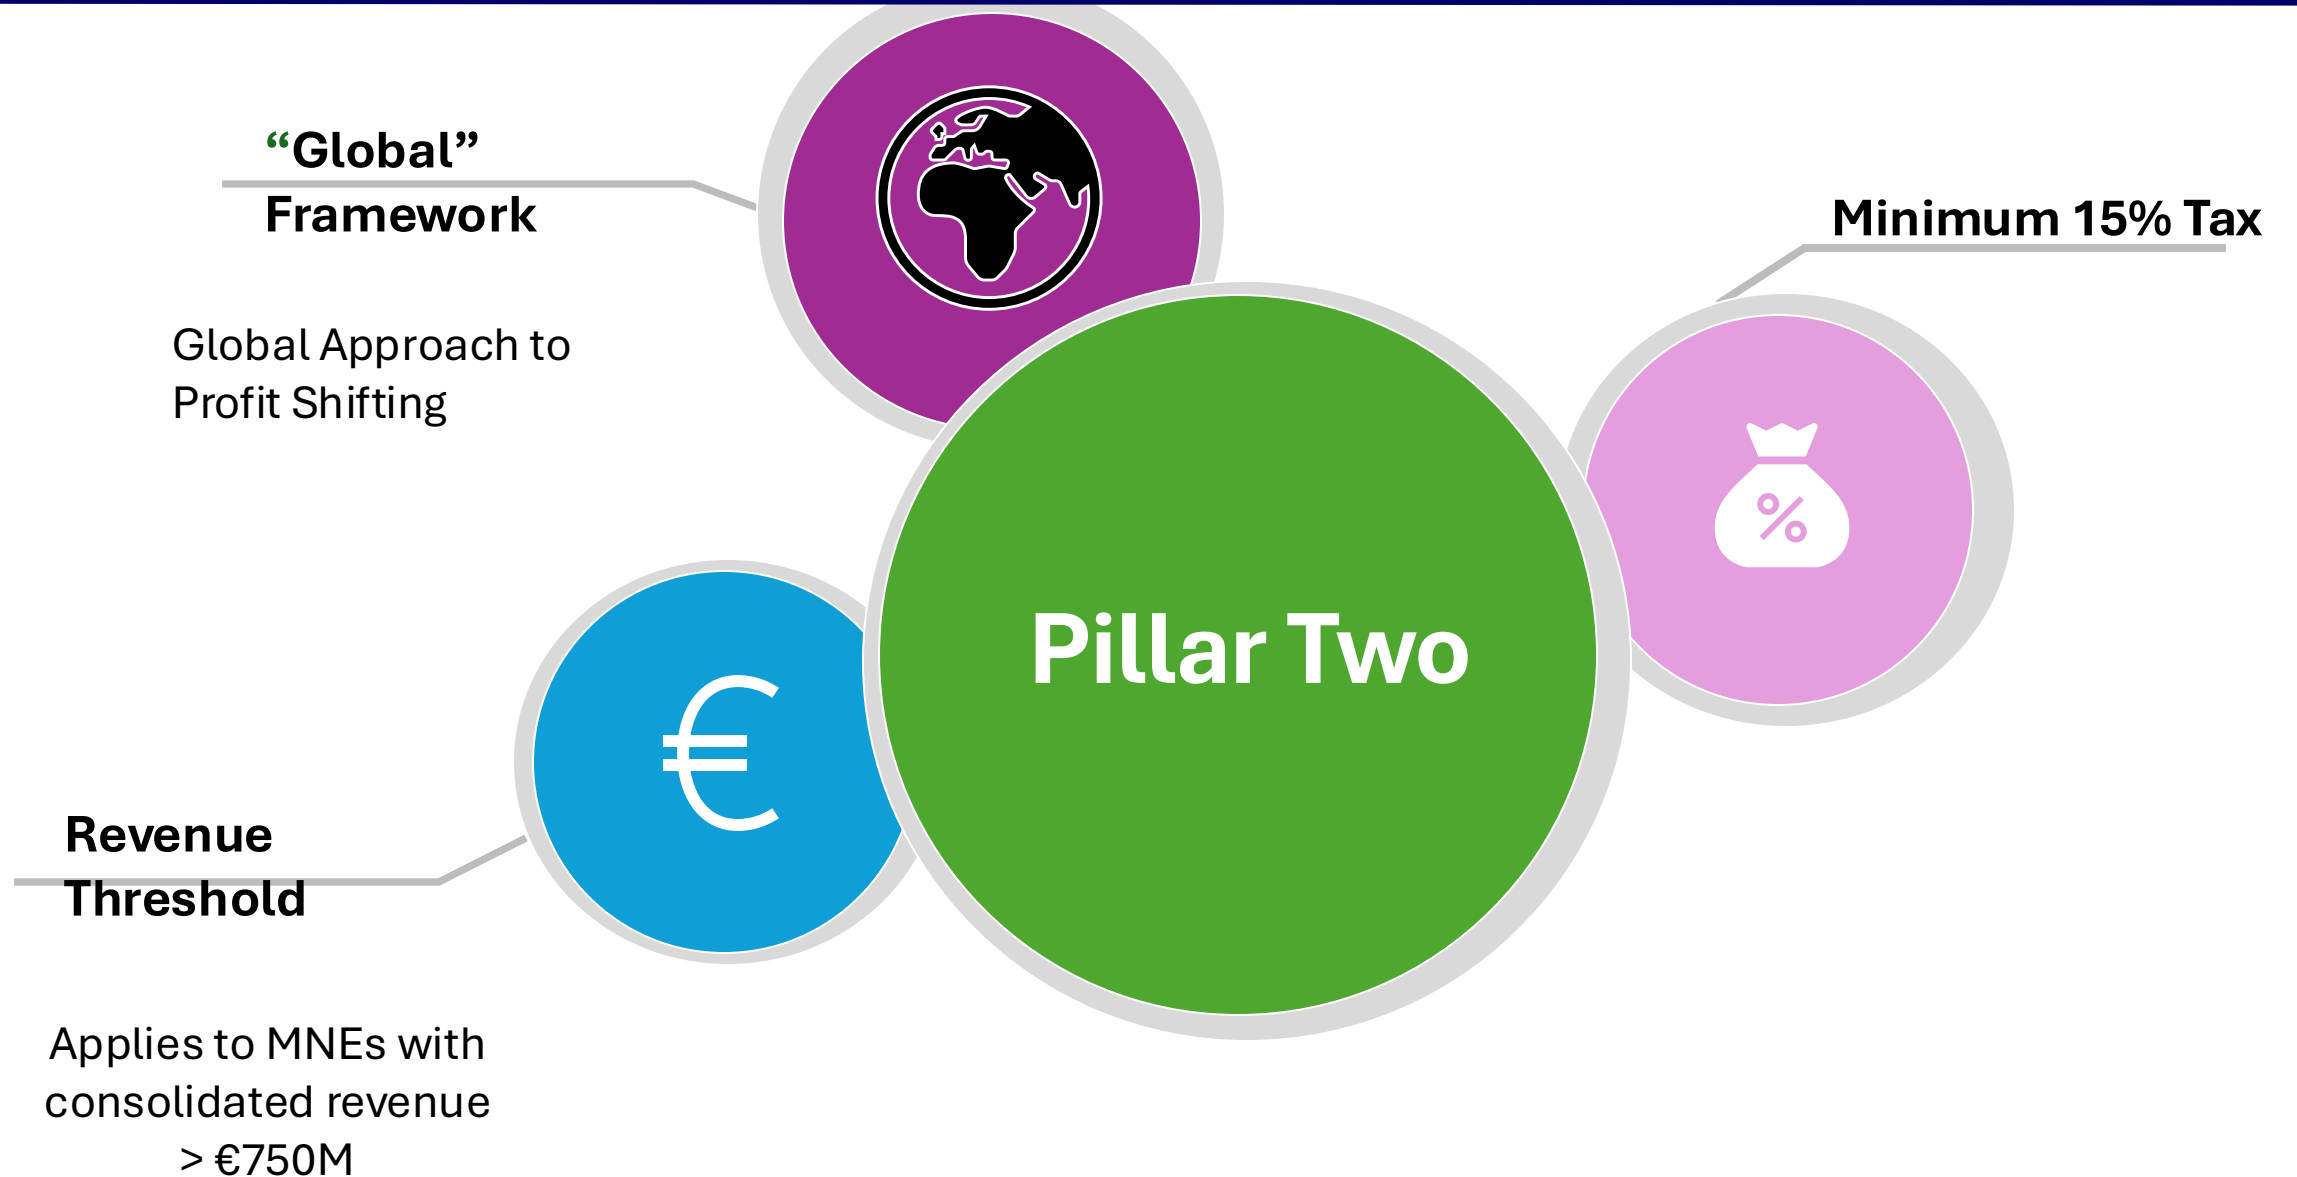 “Global”
Framework
Global Approach to
Profit Shifting
Minimum 15% Tax
%
Pillar Two
€
Revenue
Threshold
Applies to MNEs with
consolidated revenue
> €750M